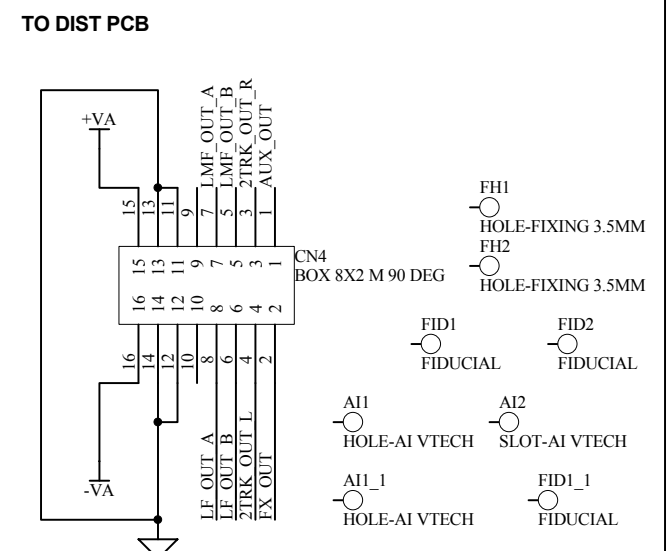 TO DIST PCB
+VA
LMF_OUT_A
LMF_OUT_B
2TRK_OUT_R
AUX_OUT
15 13 11 9 7 5 3 1
15 13 11 9 7 5 3 1
16 14 12 10 8 6 4 2
16 14 12 10 8 6 4 2
CN4
BOX 8X2 M 90 DEG
LF_OUT_A
LF_OUT_B
2TRK_OUT_L
FX_OUT
-VA
FH1
HOLE-FIXING 3.5MM
FH2
HOLE-FIXING 3.5MM
FID1 FID2
FIDUCIAL FIDUCIAL
AI1 AI2
HOLE-AI VTECH SLOT-AI VTECH
AI1_1 FID1_1
HOLE-AI VTECH FIDUCIAL